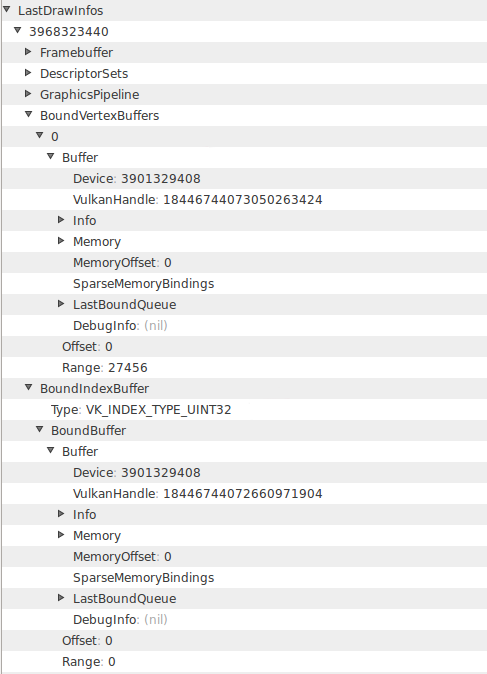 LastDrawInfos
3968323440
Framebuffer
DescriptorSets
GraphicsPipeline
BoundVertexBuffers
0
Buffer
Device: 3901329408
VulkanHandle: 18446744073050263424
Info
Memory
MemoryOffset: 0
SparseMemoryBindings
LastBoundQueue
DebugInfo: (nil)
Offset: 0
Range: 27456
BoundIndexBuffer
Type: VK_INDEX_TYPE_UINT32
BoundBuffer
Buffer
Device: 3901329408
VulkanHandle: 18446744072660971904
Info
Memory
MemoryOffset: 0
SparseMemoryBindings
LastBoundQueue
DebugInfo: (nil)
Offset: 0
Range: 0